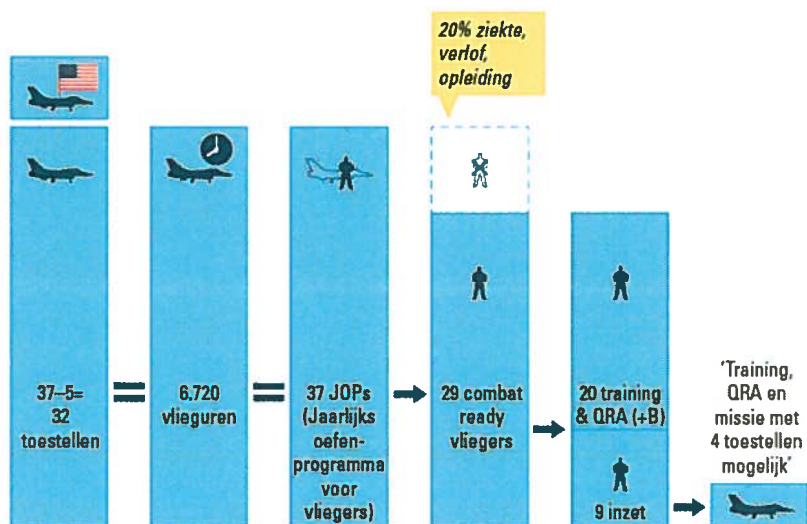 20% ziekte,
verlof,
opleiding
37–5=
32
toestellen
6.720
vlieguren
37 JOPs
(Jaarlijks
oefen-
programma
voor
vliegers)
29 combat
ready
vliegers
20 training
& QRA (+B)
9 inzet
'Training,
QRA en
missie met
4 toestellen
mogelijk'